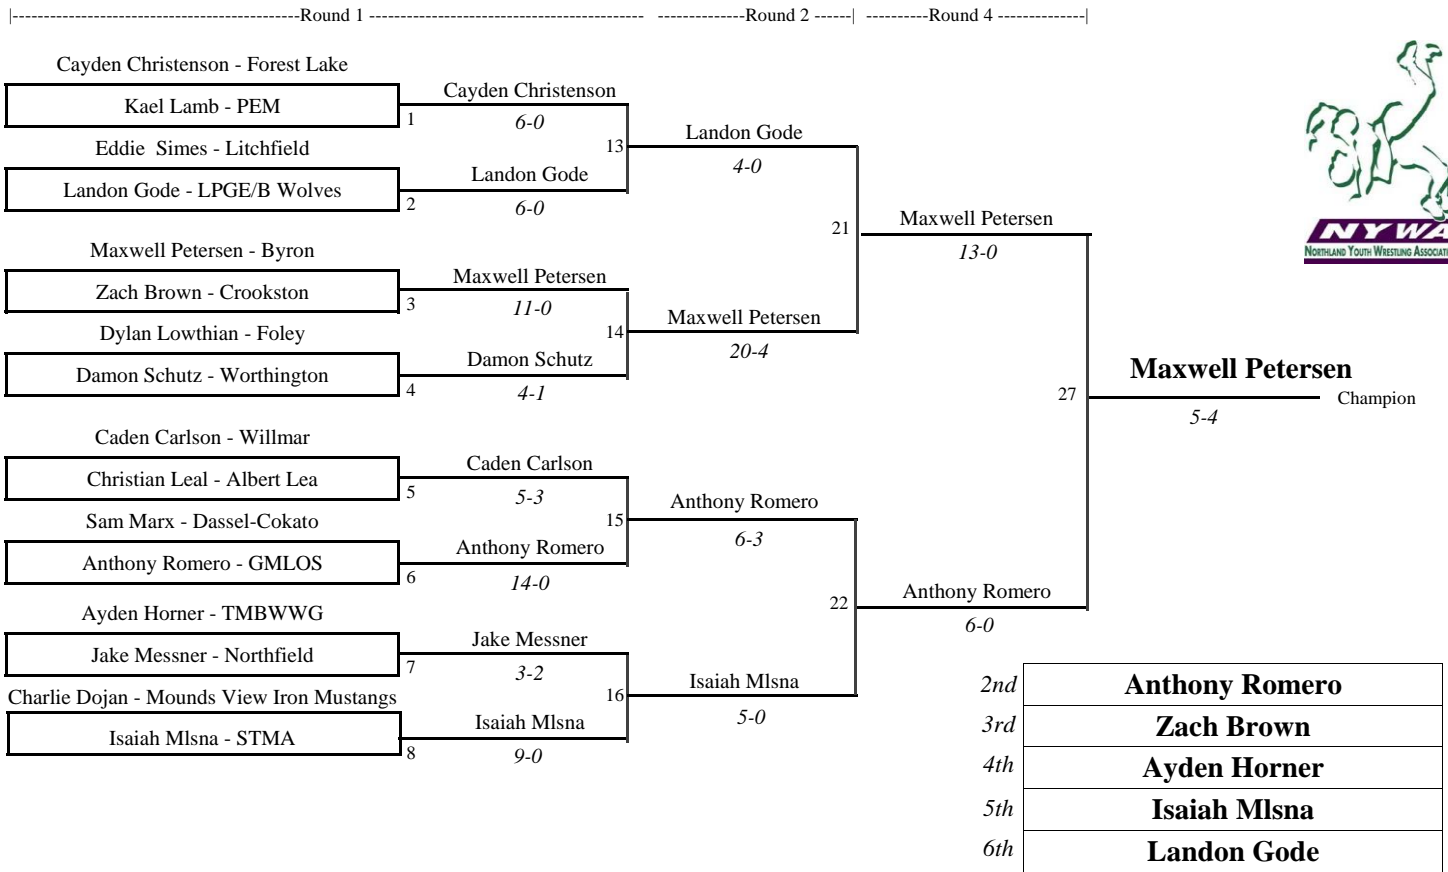 |-----------------------------------------Round 1 --------------------------------------- --------------Round 2 ------| ----------Round 4 --------------|
Cayden Christenson - Forest Lake
Kael Lamb - PEM
1
Eddie  Simes - Litchfield
Landon Gode - LPGE/B Wolves
2
Maxwell Petersen - Byron
Zach Brown - Crookston
3
Dylan Lowthian - Foley
Damon Schutz - Worthington
4
Caden Carlson - Willmar
Christian Leal - Albert Lea
5
Sam Marx - Dassel-Cokato
Anthony Romero - GMLOS
6
Ayden Horner - TMBWWG
Jake Messner - Northfield
7
Charlie Dojan - Mounds View Iron Mustangs
Isaiah Mlsna - STMA
8
Cayden Christenson
6-0
13
Landon Gode
6-0
Maxwell Petersen
11-0
14
Damon Schutz
4-1
Caden Carlson
5-3
15
Anthony Romero
14-0
Jake Messner
3-2
16
Isaiah Mlsna
9-0
Landon Gode
4-0
21
Maxwell Petersen
20-4
Anthony Romero
6-3
22
Isaiah Mlsna
5-0
Maxwell Petersen
13-0
27
Anthony Romero
6-0
Maxwell Petersen
Champion
5-4
NYWA
NORTHLAND YOUTH WRESTLING ASSOCIAT
2nd Anthony Romero
3rd Zach Brown
4th Ayden Horner
5th Isaiah Mlsna
6th Landon Gode